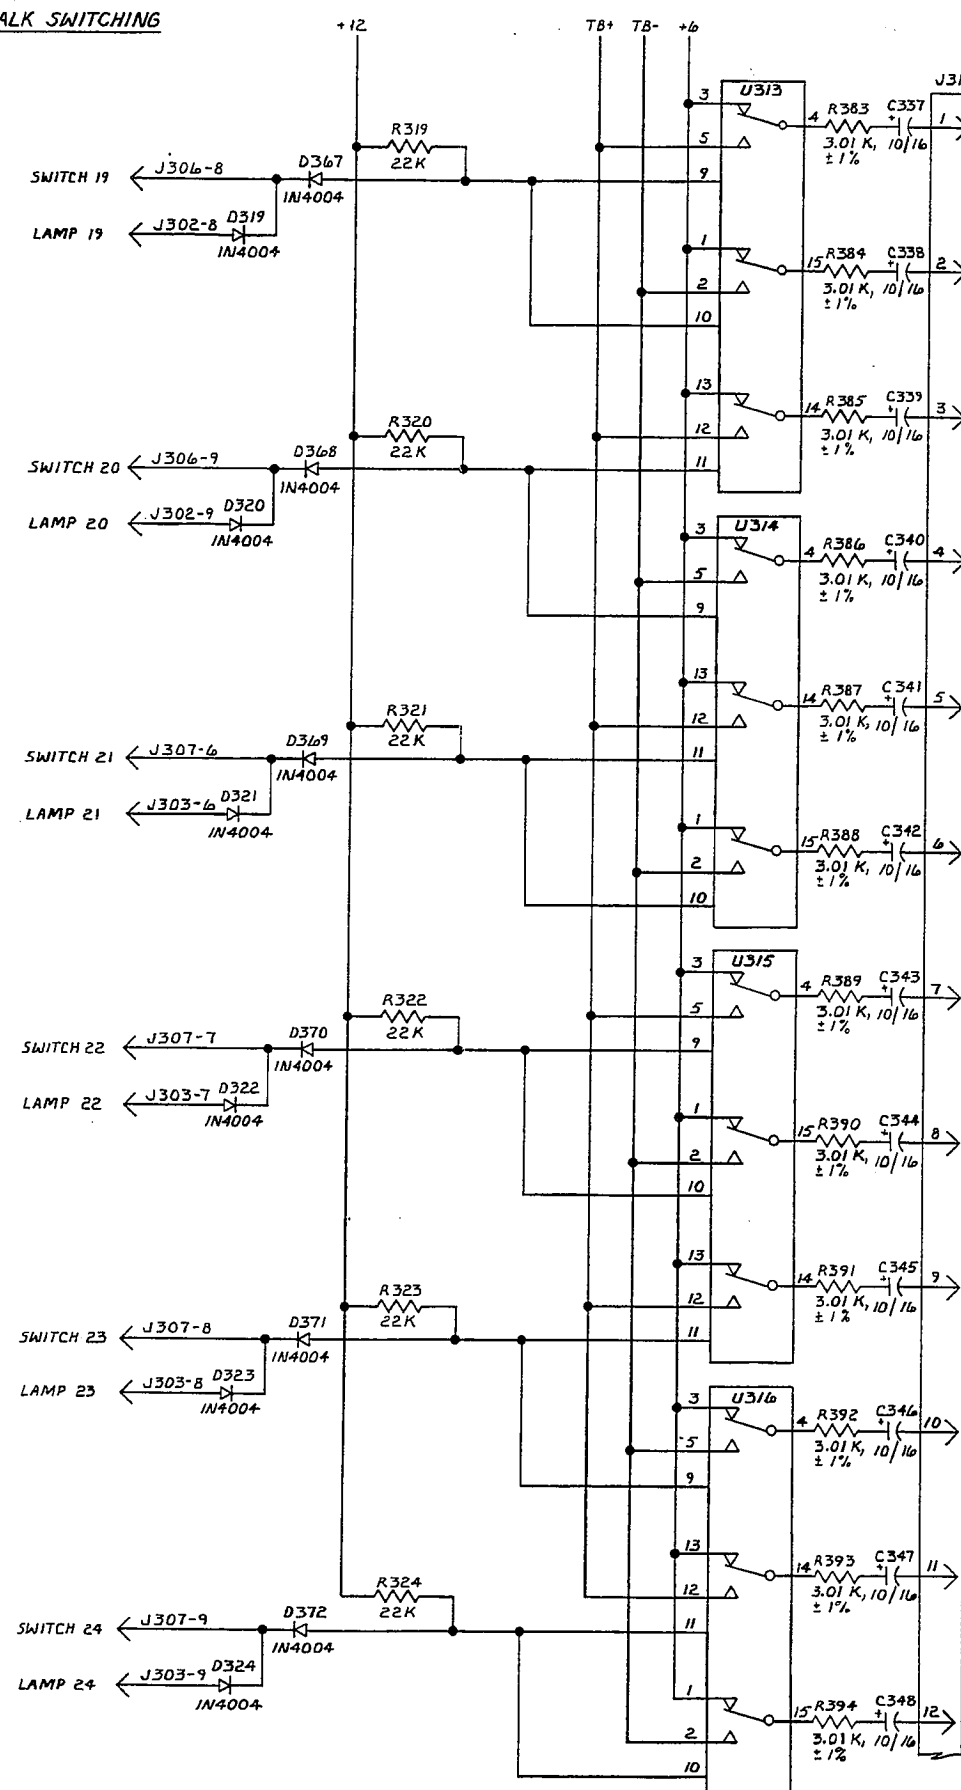 ALK SWITCHING
+12
TB+ TB- +6
J31
U313
3
4 R383 C337 1
+
R319
3.01 K, 10/16
± 1%
22K
5
D367
SWITCH 19 J306-8
9
1N4004
LAMP 19 J302-8 D319
1N4004
1
15 R384 C338 2
+
2
3.01 K, 10/16
± 1%
10
13
14 R385 C339 3
+
R320
12
3.01 K, 10/16
± 1%
22K
D368
SWITCH 20 J306-9
11
1N4004
LAMP 20 J302-9 D320
1N4004
U314
3
4 R386 C340 4
+
5
3.01 K, 10/16
± 1%
9
13
14 R387 C341 5
+
R321
12
3.01 K, 10/16
± 1%
22K
D369
SWITCH 21 J307-6
11
1N4004
LAMP 21 J303-6 D321
1N4004
1
15 R388 C342 6
+
2
3.01 K, 10/16
± 1%
10
U315
3
4 R389 C343 7
+
R322
5
3.01 K, 10/16
± 1%
22K
D370
SWITCH 22 J307-7
9
1N4004
LAMP 22 J303-7 D322
1N4004
1
15 R390 C344 8
+
2
3.01 K, 10/16
± 1%
10
13
14 R391 C345 9
+
R323
12
3.01 K, 10/16
± 1%
22K
D371
SWITCH 23 J307-8
11
1N4004
LAMP 23 J303-8 D323
1N4004
U316
3
4 R392 C346 10
+
5
3.01 K, 10/16
± 1%
9
13
14 R393 C347 11
+
R324
12
3.01 K, 10/16
± 1%
22K
D372
SWITCH 24 J307-9
11
1N4004
LAMP 24 J303-9 D324
1N4004
1
15 R394 C348 12
+
2
3.01 K, 10/16
± 1%
10